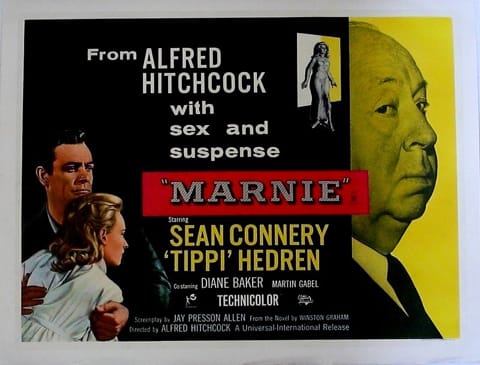 From ALFRED
HITCHCOCK
with
sex and
suspense
"MARNIE" X
Starring
SEAN CONNERY
'TIPPI' HEDREN
Co-starring DIANE BAKER MARTIN GABEL
TECHNICOLOR
Screenplay by JAY PRESSON ALLEN From the Novel by WINSTON GRAHAM
Directed by ALFRED HITCHCOCK A Universal-International Release